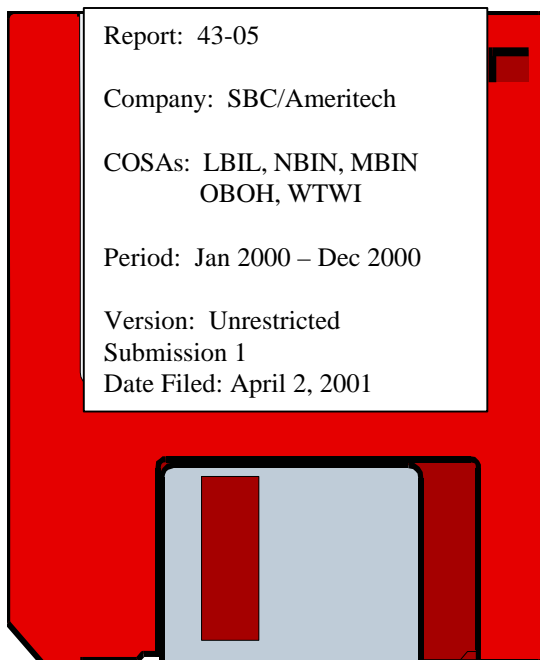 Report: 43-05
Company: SBC/Ameritech
COSAs: LBIL, NBIN, MBIN
OBOH, WTWI
Period: Jan 2000 – Dec 2000
Version: Unrestricted
Submission 1
Date Filed: April 2, 2001